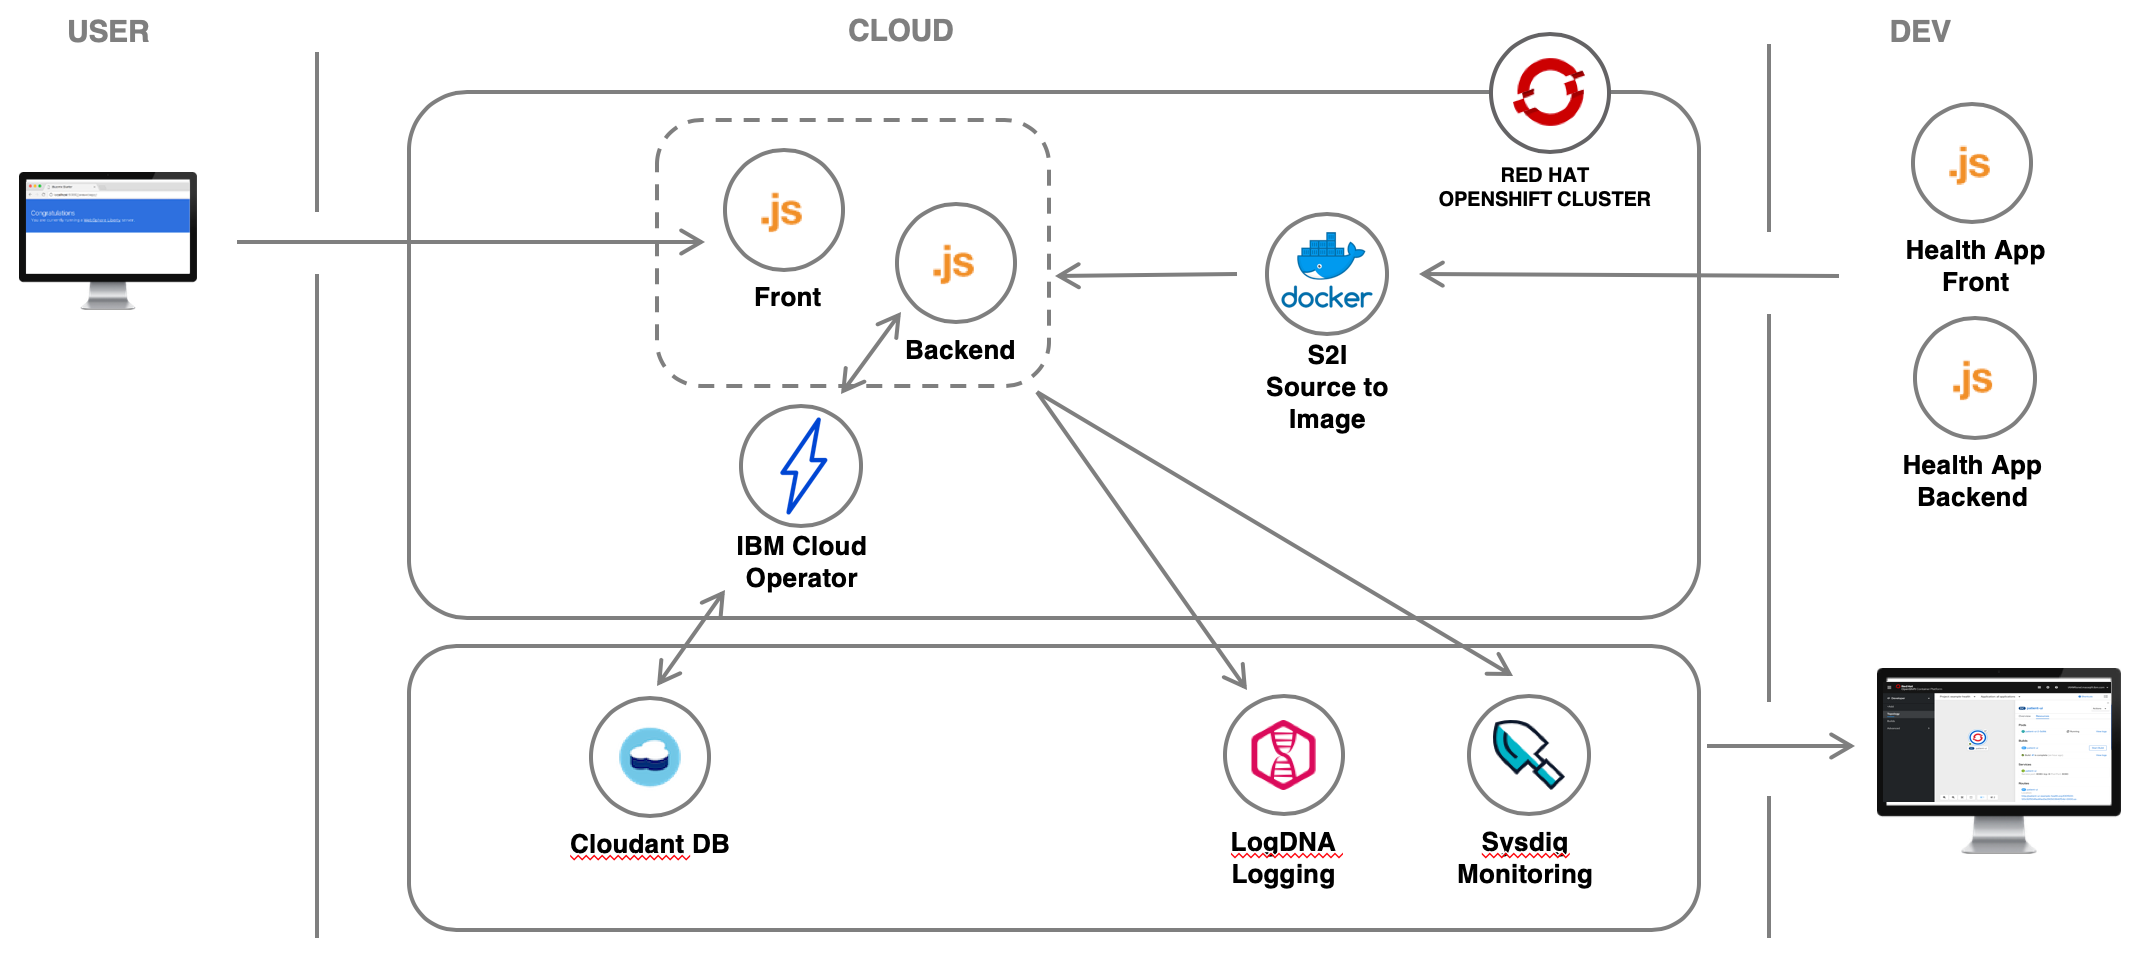 USER
CLOUD
DEV
RED HAT
OPENSHIFT CLUSTER
.js
Front
.js
Backend
docker
S2I
Source to
Image
.js
Health App
Front
.js
Health App
Backend
IBM Cloud
Operator
Congratulations
Cloudant DB
LogDNA
Logging
Sysdig
Monitoring